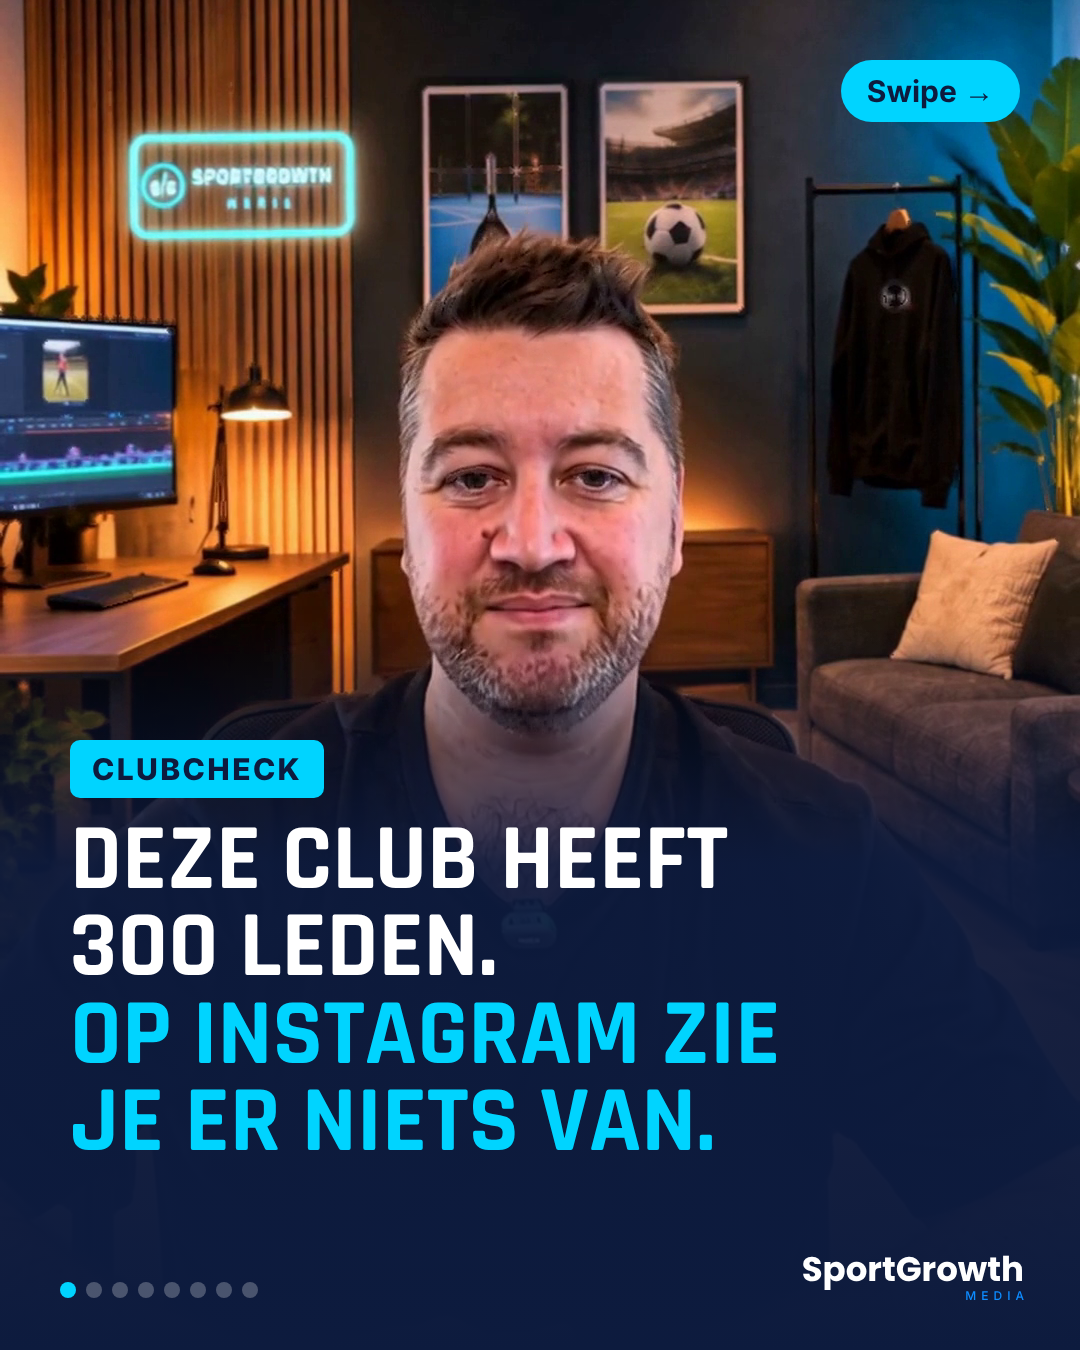 Swipe →
SPORTGROWTH
CLUBCHECK
DEZE CLUB HEEFT
300 LEDEN.
OP INSTAGRAM ZIE
JE ER NIETS VAN.
SportGrowth
MEDIA